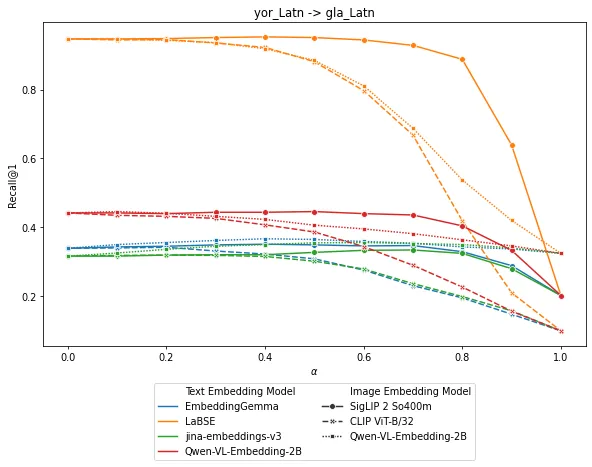 yor_Latn -> gla_Latn
Recall@1
0.8
0.6
0.4
0.2
0.0 0.2 0.4 0.6 0.8 1.0
α
Text Embedding Model
EmbeddingGemma
LaBSE
jina-embeddings-v3
Qwen-VL-Embedding-2B
Image Embedding Model
SigLIP 2 So400m
CLIP ViT-B/32
Qwen-VL-Embedding-2B